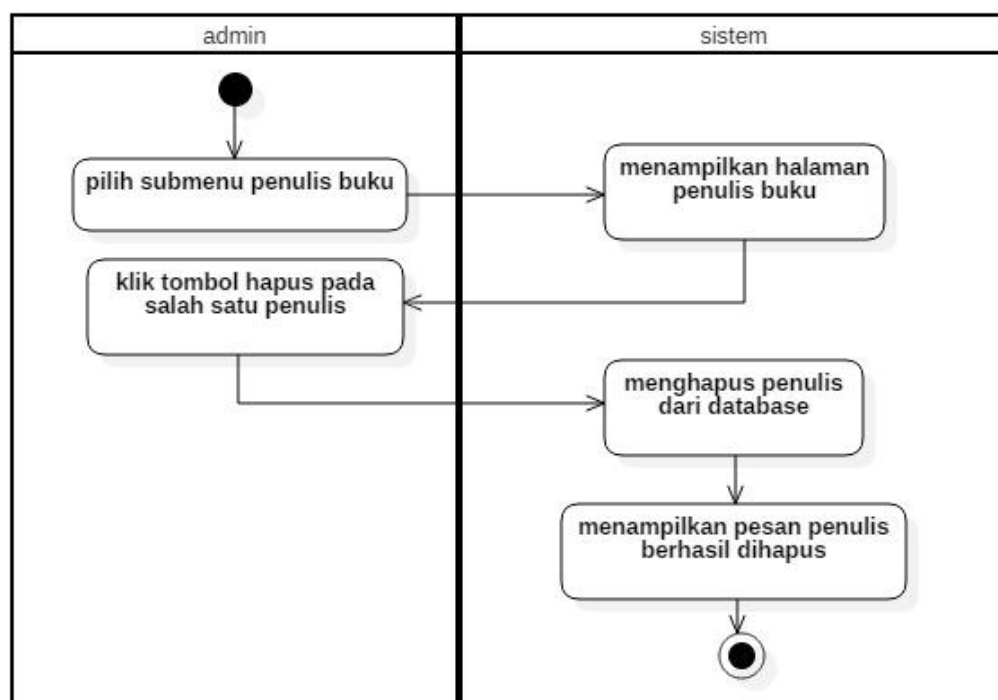 admin
sistem
pilih submenu penulis buku
menampilkan halaman
penulis buku
klik tombol hapus pada
salah satu penulis
menghapus penulis
dari database
menampilkan pesan penulis
berhasil dihapus